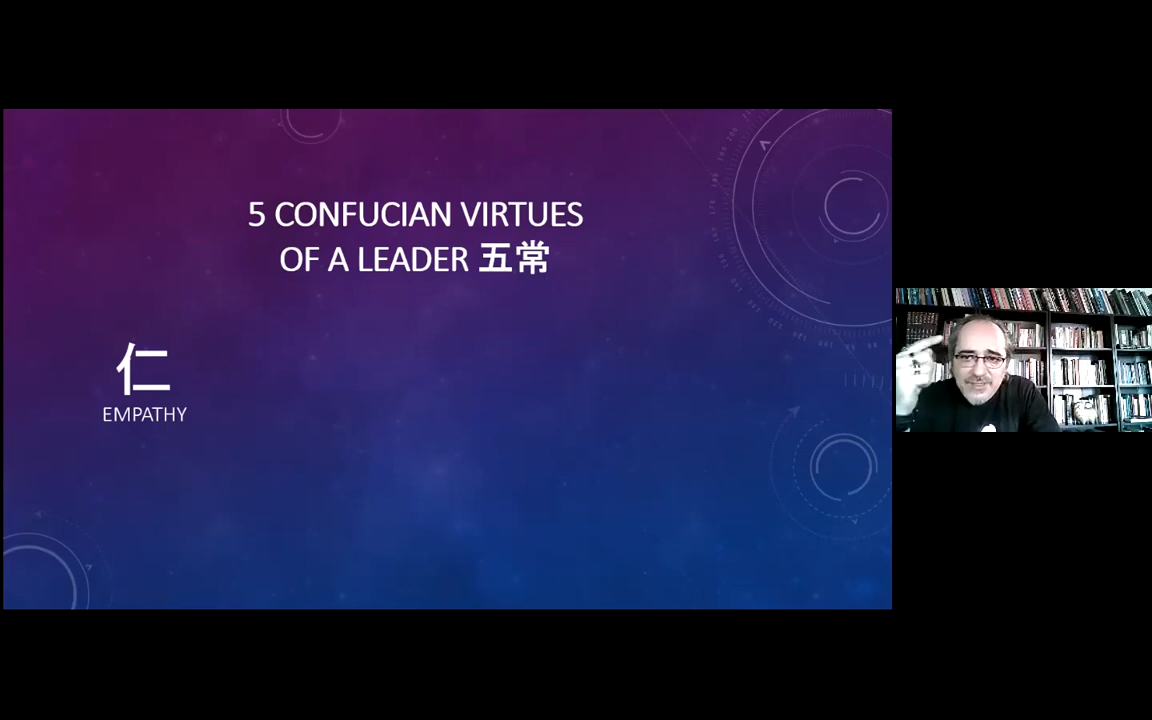 5 CONFUCIAN VIRTUES
OF A LEADER 五常
仁
EMPATHY